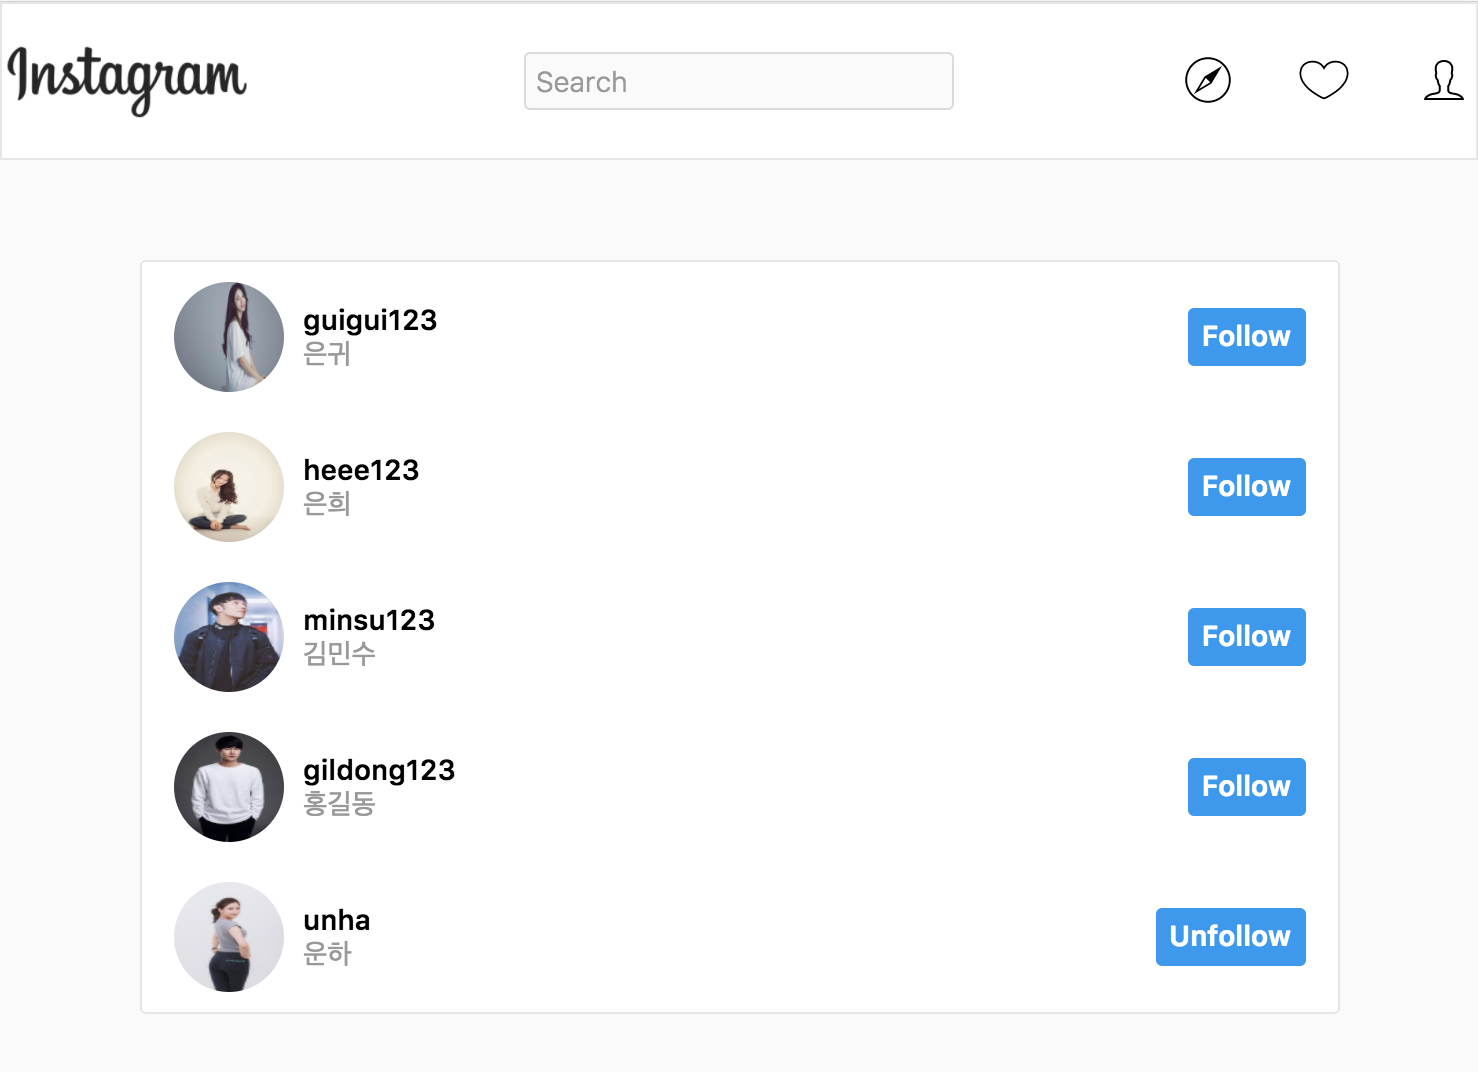 Instagram
Search
guigui123
은귀
Follow
heee123
은희
Follow
minsu123
김민수
Follow
gildong123
홍길동
Follow
unha
운하
Unfollow